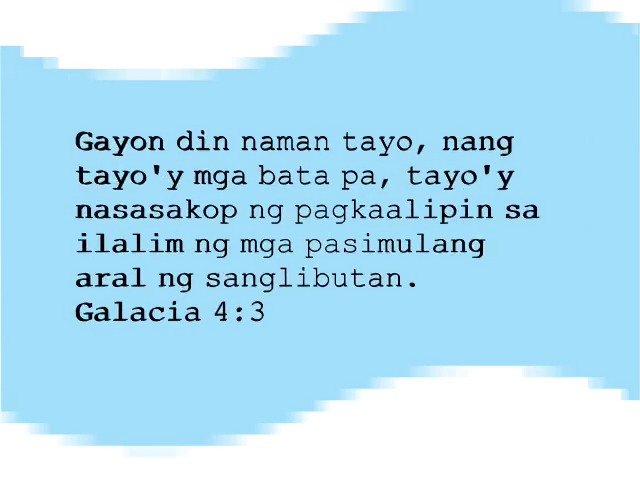 Gayon din naman tayo, nang
tayo'y mga bata pa, tayo'y
nasasakop ng pagkaalipin sa
ilalim ng mga pasimulang
aral ng sanglibutan.
Galacia 4:3